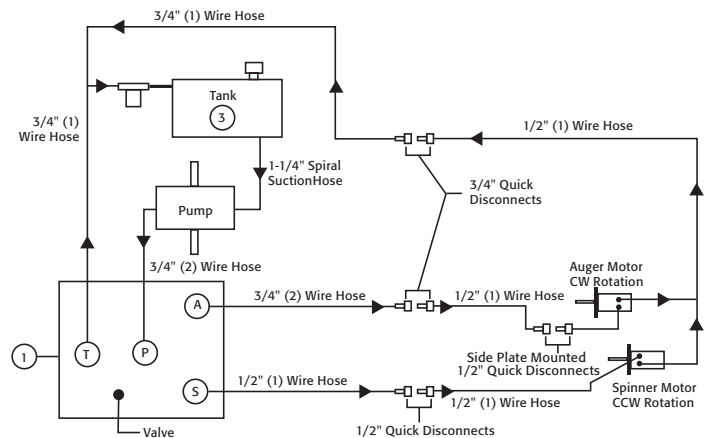 3/4" (1) Wire Hose
Tank
3
3/4" (1)
Wire Hose
1/2" (1) Wire Hose
1-1/4" Spiral
SuctionHose
3/4" Quick
Disconnects
Pump
3/4" (2) Wire Hose
Auger Motor
CW Rotation
A
3/4" (2) Wire Hose
1/2" (1) Wire Hose
1
T
P
Side Plate Mounted
1/2" Quick Disconnects
S
1/2" (1) Wire Hose
1/2" (1) Wire Hose
Spinner Motor
CCW Rotation
Valve
1/2" Quick Disconnects